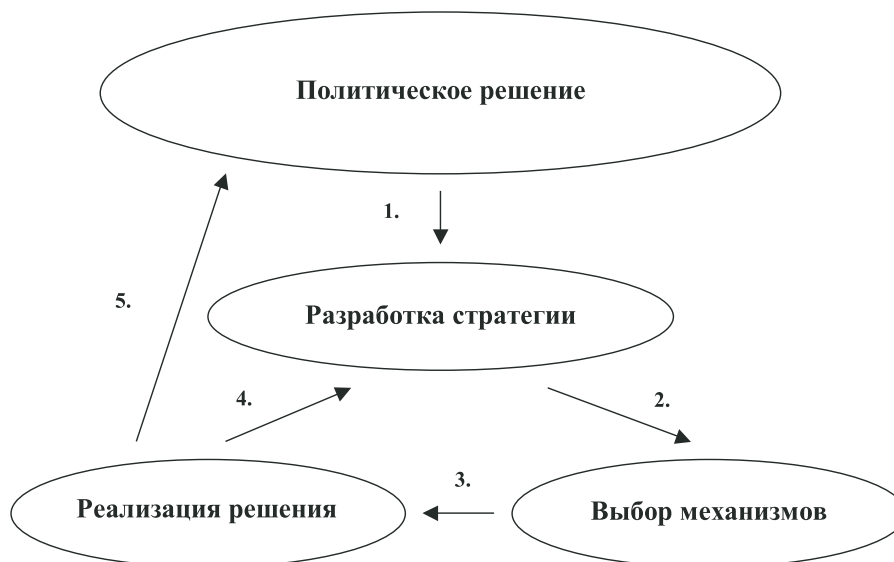 Политическое решение
1.
Разработка стратегии
5.
4.
2.
3.
Реализация решения
Выбор механизмов